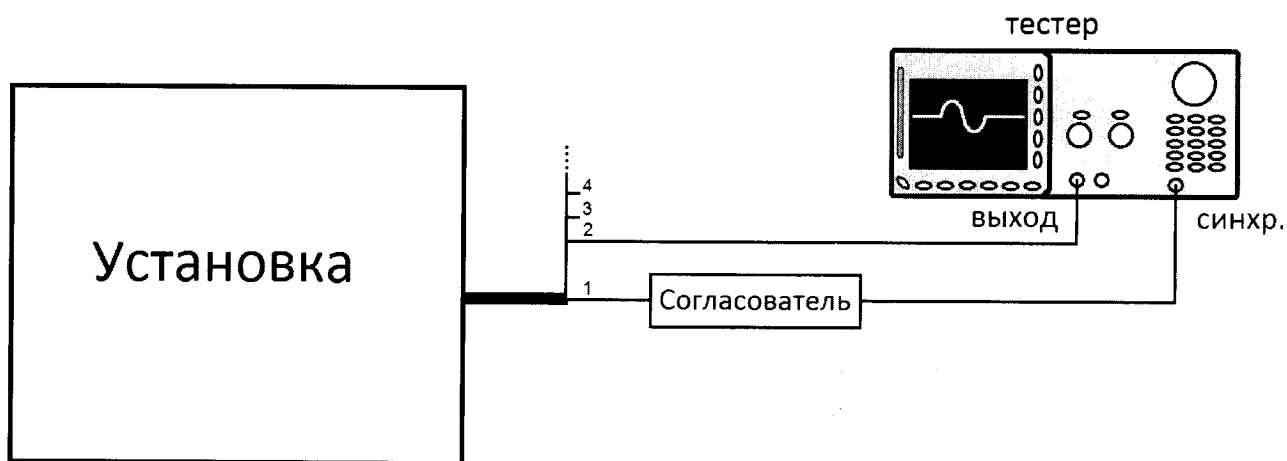 тестер
4
3
2
выход
синхр.
Установка
1
Согласователь